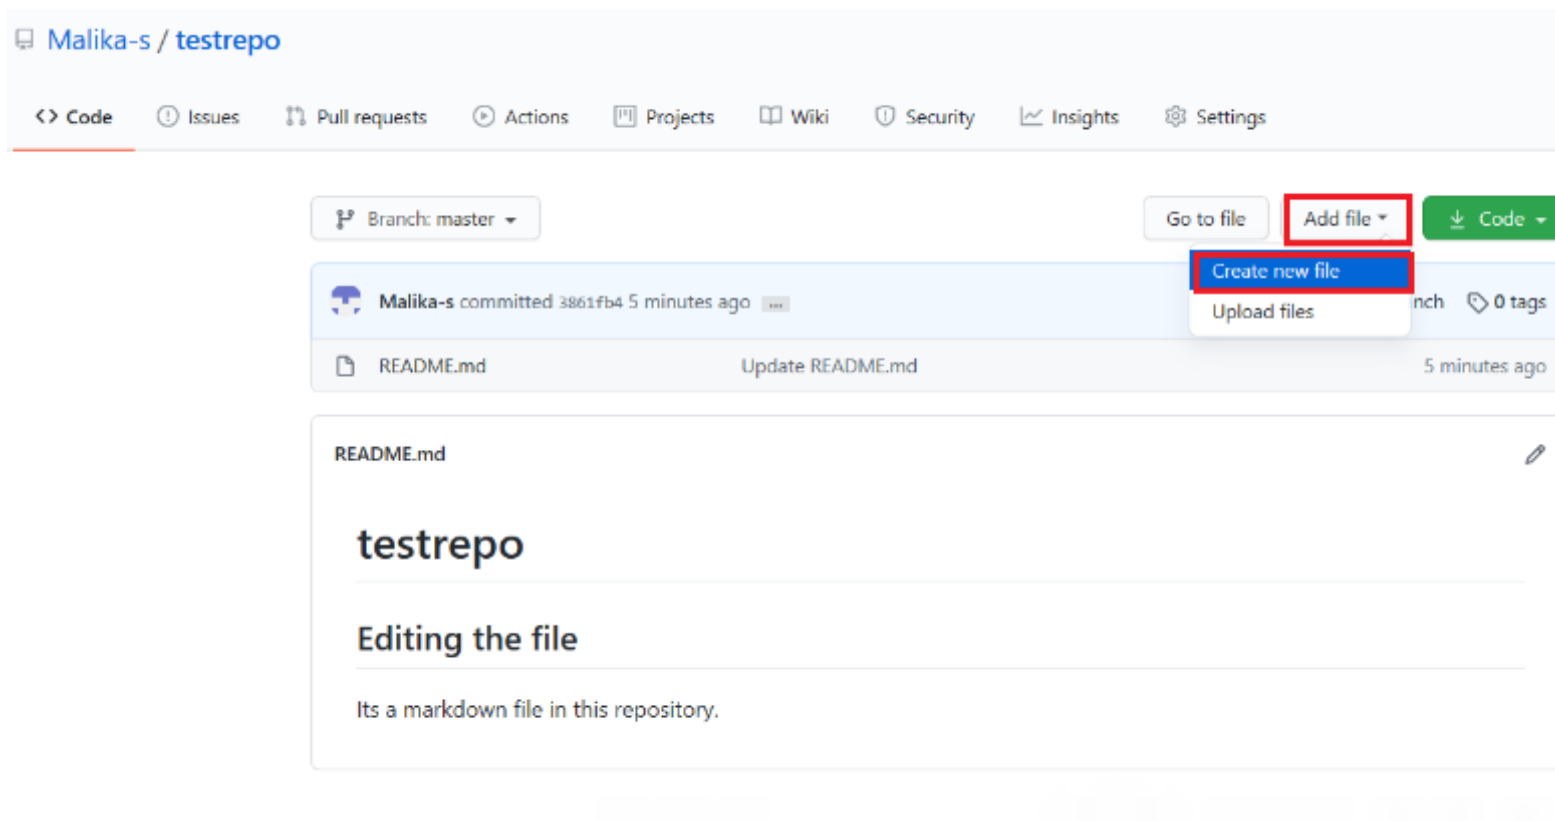 Malika-s / testrepo
Code Issues Pull requests Actions Projects Wiki Security Insights Settings
Branch: master Go to file Add file Code
Create new file
Malika-s committed 3861fb4 5 minutes ago ... nch 0 tags
Upload files
README.md Update README.md 5 minutes ago
README.md
testrepo
Editing the file
Its a markdown file in this repository.